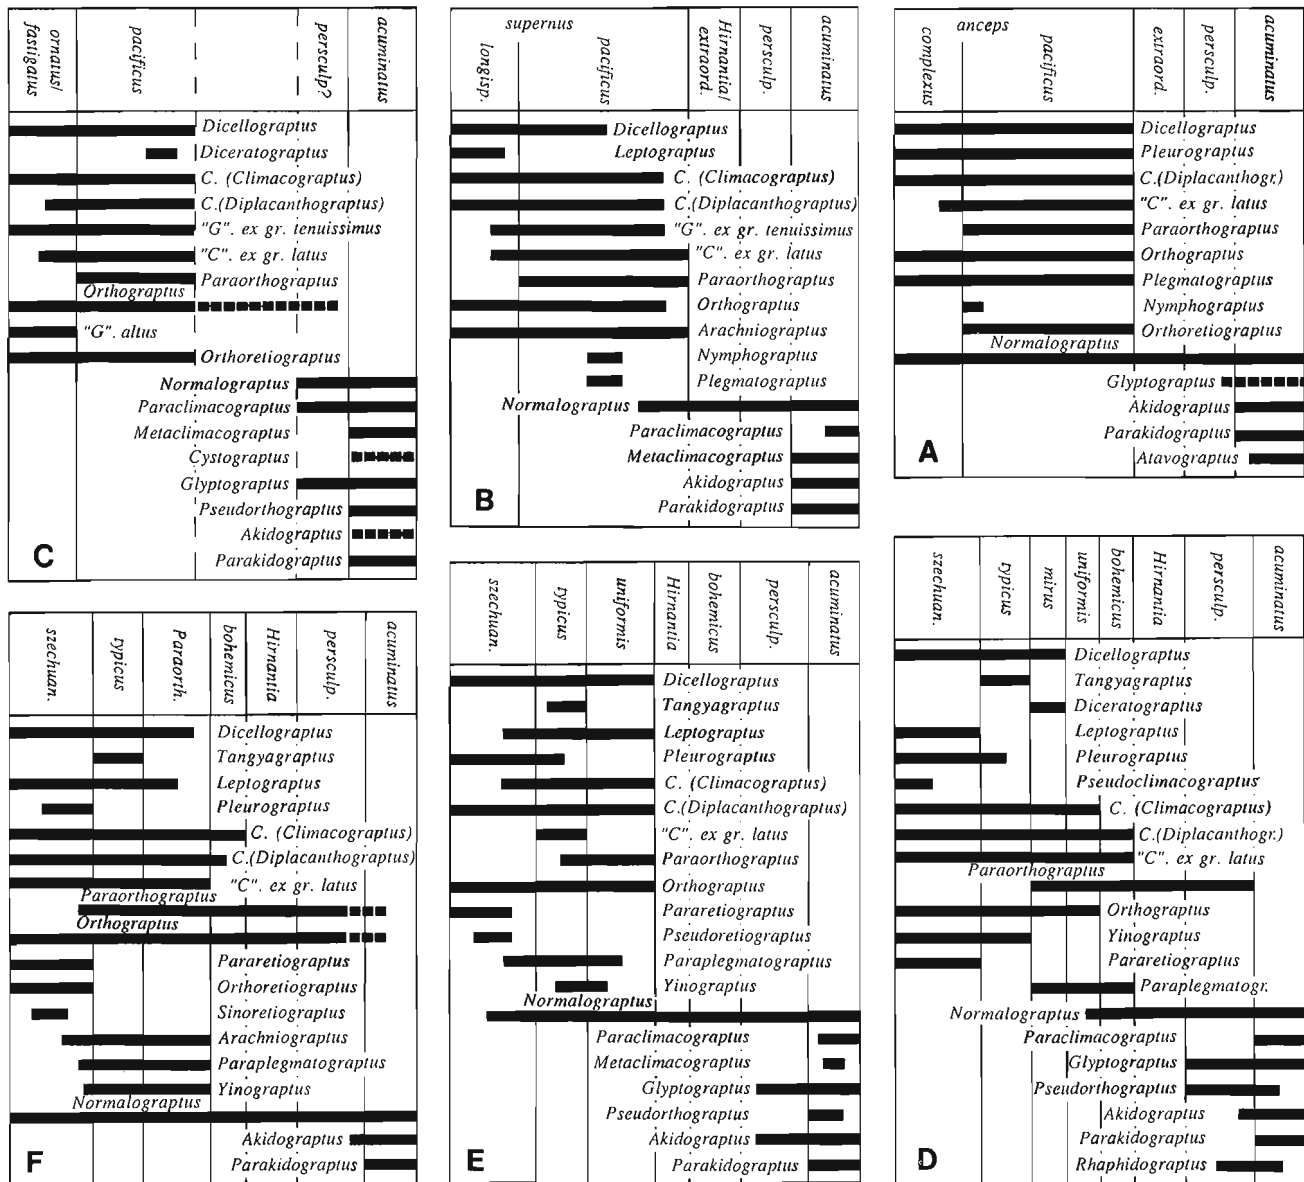 ornatus/
fastigatus
pacificus
persculp?
acuminatus
Dicellograptus
Diceratograptus
C. (Climacograptus)
C.(Diplacanthograptus)
"G". ex gr. tenuissimus
"C". ex gr. latus
Paraorthograptus
Orthograptus
"G". altus
Orthoretiograptus
Normalograptus
Paraclimacograptus
Metaclimacograptus
Cystograptus
Glyptograptus
Pseudorthograptus
Akidograptus
Parakidograptus
C
supernus
longisp.
pacificus
Hirnantia/
extraord.
persculp.
acuminatus
Dicellograptus
Leptograptus
C. (Climacograptus)
C.(Diplacanthograptus)
"G". ex gr. tenuissimus
"C". ex gr. latus
Paraorthograptus
Orthograptus
Arachniograptus
Nymphograptus
Plegmatograptus
Normalograptus
Paraclimacograptus
Metaclimacograptus
Akidograptus
Parakidograptus
B
anceps
complexus
pacificus
extraord.
persculp.
acuminatus
Dicellograptus
Pleurograptus
C.(Diplacanthogr.)
"C". ex gr. latus
Paraorthograptus
Orthograptus
Plegmatograptus
Nymphograptus
Orthoretiograptus
Normalograptus
Glyptograptus
Akidograptus
Parakidograptus
Atavograptus
A
szechuan.
typicus
Paraorth.
bohemicus
Hirnantia
persculp.
acuminatus
Dicellograptus
Tangyagraptus
Leptograptus
Pleurograptus
C. (Climacograptus)
C.(Diplacanthograptus)
"C". ex gr. latus
Paraorthograptus
Orthograptus
Pararetiograptus
Orthoretiograptus
Sinoretiograptus
Arachniograptus
Paraplegmatograptus
Yinograptus
Normalograptus
Akidograptus
Parakidograptus
F
szechuan.
typicus
uniformis
Hirnantia
bohemicus
persculp.
acuminatus
Dicellograptus
Tangyagraptus
Leptograptus
Pleurograptus
C. (Climacograptus)
C.(Diplacanthograptus)
"C". ex gr. latus
Paraorthograptus
Orthograptus
Pararetiograptus
Pseudoretiograptus
Paraplegmatograptus
Yinograptus
Normalograptus
Paraclimacograptus
Metaclimacograptus
Glyptograptus
Pseudorthograptus
Akidograptus
Parakidograptus
E
szechuan.
typicus
mirus
uniformis
bohemicus
Hirnantia
persculp.
acuminatus
Dicellograptus
Tangyagraptus
Diceratograptus
Leptograptus
Pleurograptus
Pseudoclimacograptus
C. (Climacograptus)
C.(Diplacanthogr.)
"C". ex gr. latus
Paraorthograptus
Orthograptus
Yinograptus
Pararetiograptus
Paraplegmatogr.
Normalograptus
Paraclimacograptus
Glyptograptus
Pseudorthograptus
Akidograptus
Parakidograptus
Rhaphidograptus
D